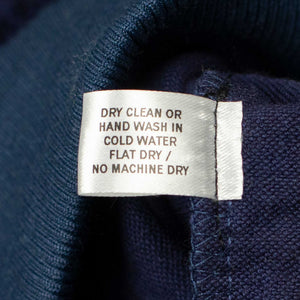 DRY CLEAN OR
HAND WASH IN
COLD WATER
FLAT DRY /
NO MACHINE DRY